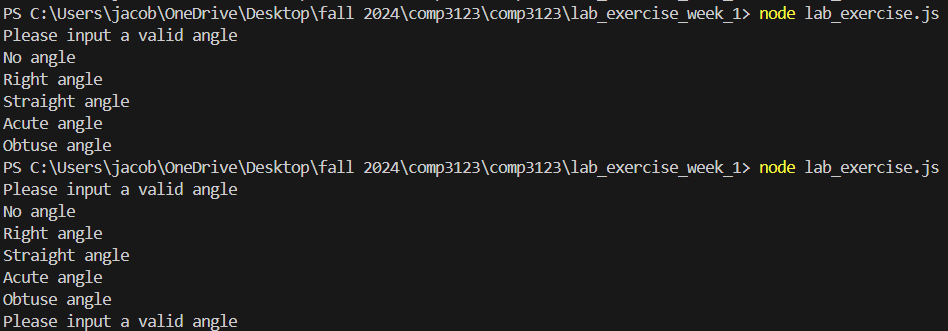 PS C:\Users\jacob\OneDrive\Desktop\fall 2024\comp3123\comp3123\lab_exercise_week_1> node lab_exercise.js
Please input a valid angle
No angle
Right angle
Straight angle
Acute angle
Obtuse angle
PS C:\Users\jacob\OneDrive\Desktop\fall 2024\comp3123\comp3123\lab_exercise_week_1> node lab_exercise.js
Please input a valid angle
No angle
Right angle
Straight angle
Acute angle
Obtuse angle
Please input a valid angle